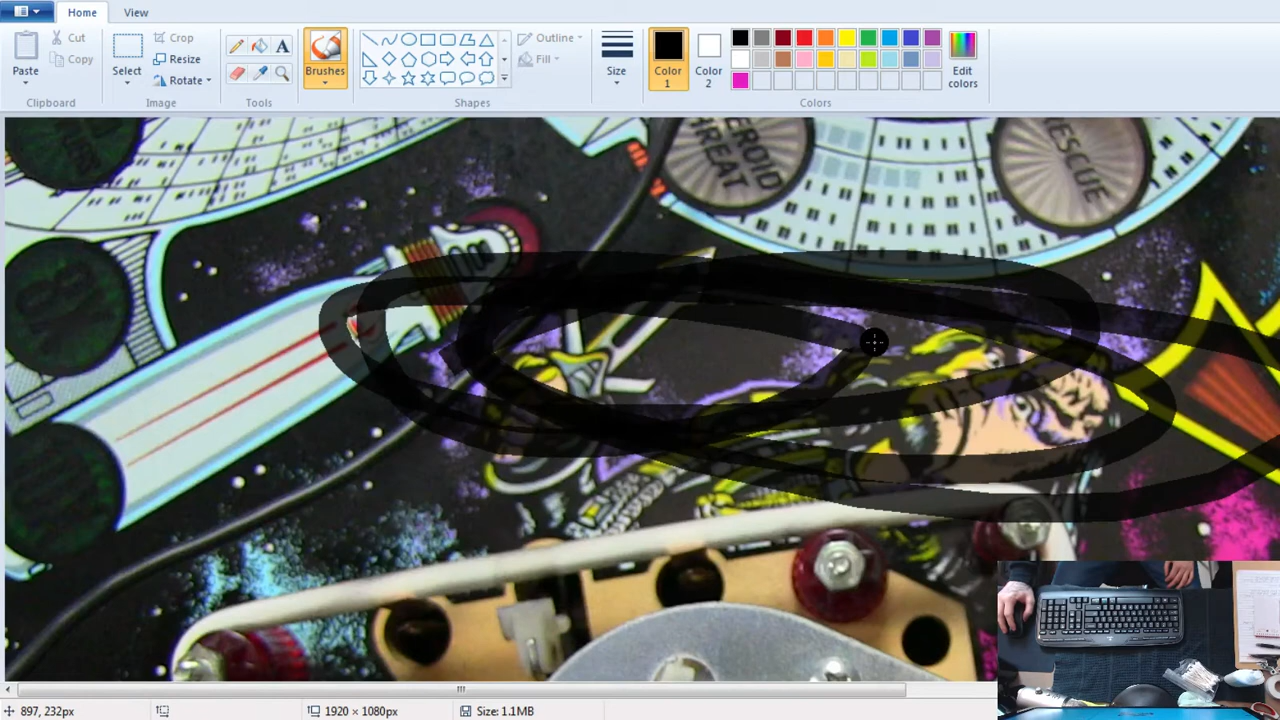 Home
View
Paste
Cut
Copy
Clipboard
Select
Crop
Resize
Rotate
Image
A
Tools
Brushes
Outline
Fill
Shapes
Size
Color
1
Color
2
Colors
Edit
colors
THREAT
RESCUE
897, 232px
1920 × 1080px
Size: 1.1MB